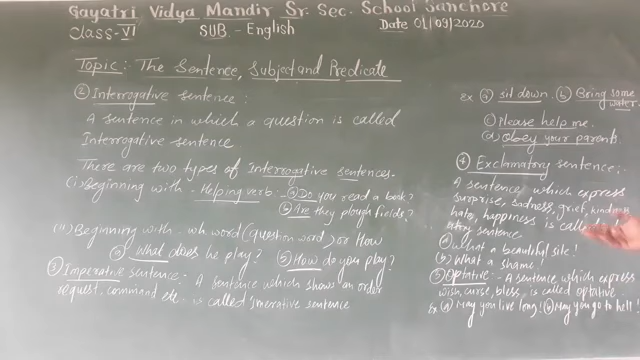 Gayatri Vidya Mandir Sr. Sec. School Sanchore
Class-VI SUB. - English Date 01/09/2020
Topic: The Sentence, Subject and Predicate
② Interrogative sentence:
A sentence in which a question is called
Interrogative sentence.
There are two types of Interrogative sentences.
(i) Beginning with - Helping verb:- ⓐ Do you read a book?
ⓑ Are they plough fields?
(ii) Beginning with - wh word (question word) or How
ⓐ What does he play? ⓑ How do you play?
③ Imperative sentence:- A sentence which shows an order
request, command etc. is called Imerative sentence
ex ⓐ sit down. ⓑ Bring some
water.
ⓒ Please help me.
ⓓ Obey your parents.
④ Exclamatory sentence:-
A sentence which express
surprise, sadness, grief, kindness
hate, happiness is called
sentence
ⓐ What a beautiful site!
ⓑ What a shame.
⑤ Optative:- A sentence which express
wish, curse, bless is called optative.
Ex ⓐ May you live long! ⓑ May you go to hell!